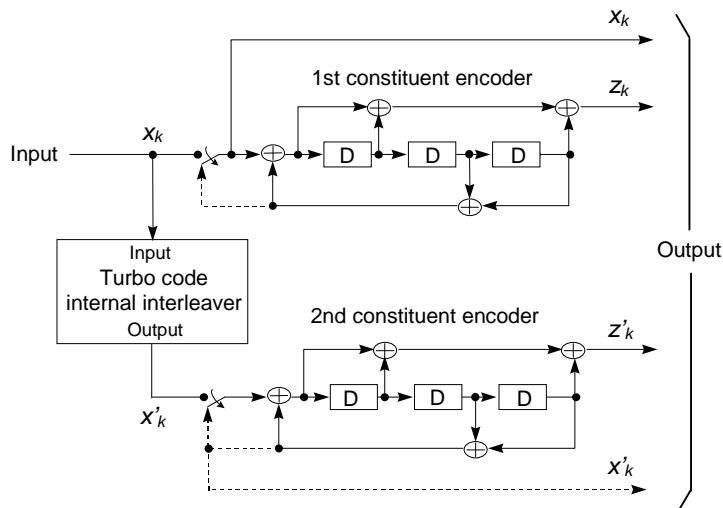 x_k
1st constituent encoder
z_k
x_k
Input
D D D
Input
Turbo code
internal interleaver
Output
Output
2nd constituent encoder
z'_k
D D D
x'_k
x'_k